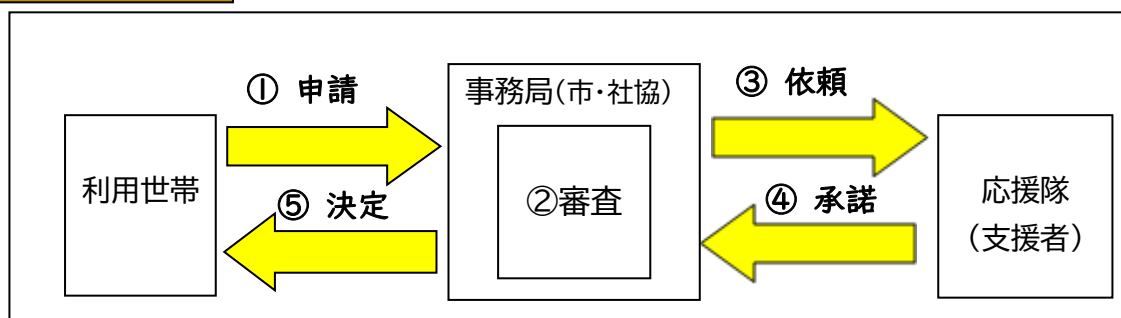 ① 申請
事務局(市・社協)
③ 依頼
利用世帯
②審査
応援隊
(支援者)
⑤ 決定
④ 承諾